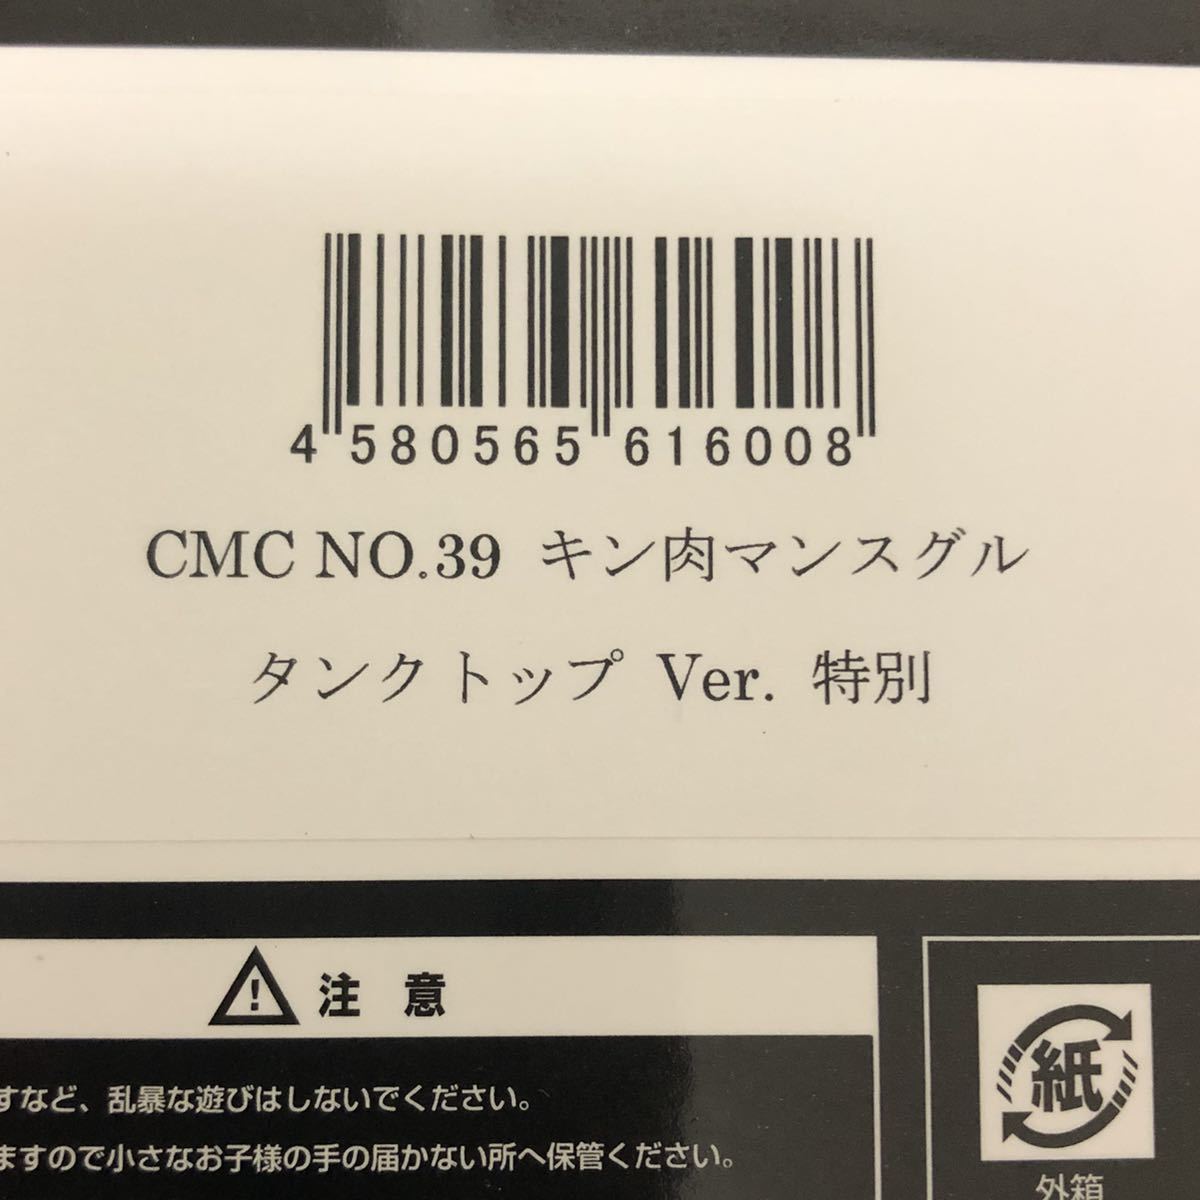 4 580565 616008
CMC NO.39 キン肉マンスグル
タンクトップ Ver. 特別
注 意
すなど、乱暴な遊びはしないでください。
ますので小さなお子様の手の届かない所へ保管ください。
紙
外箱